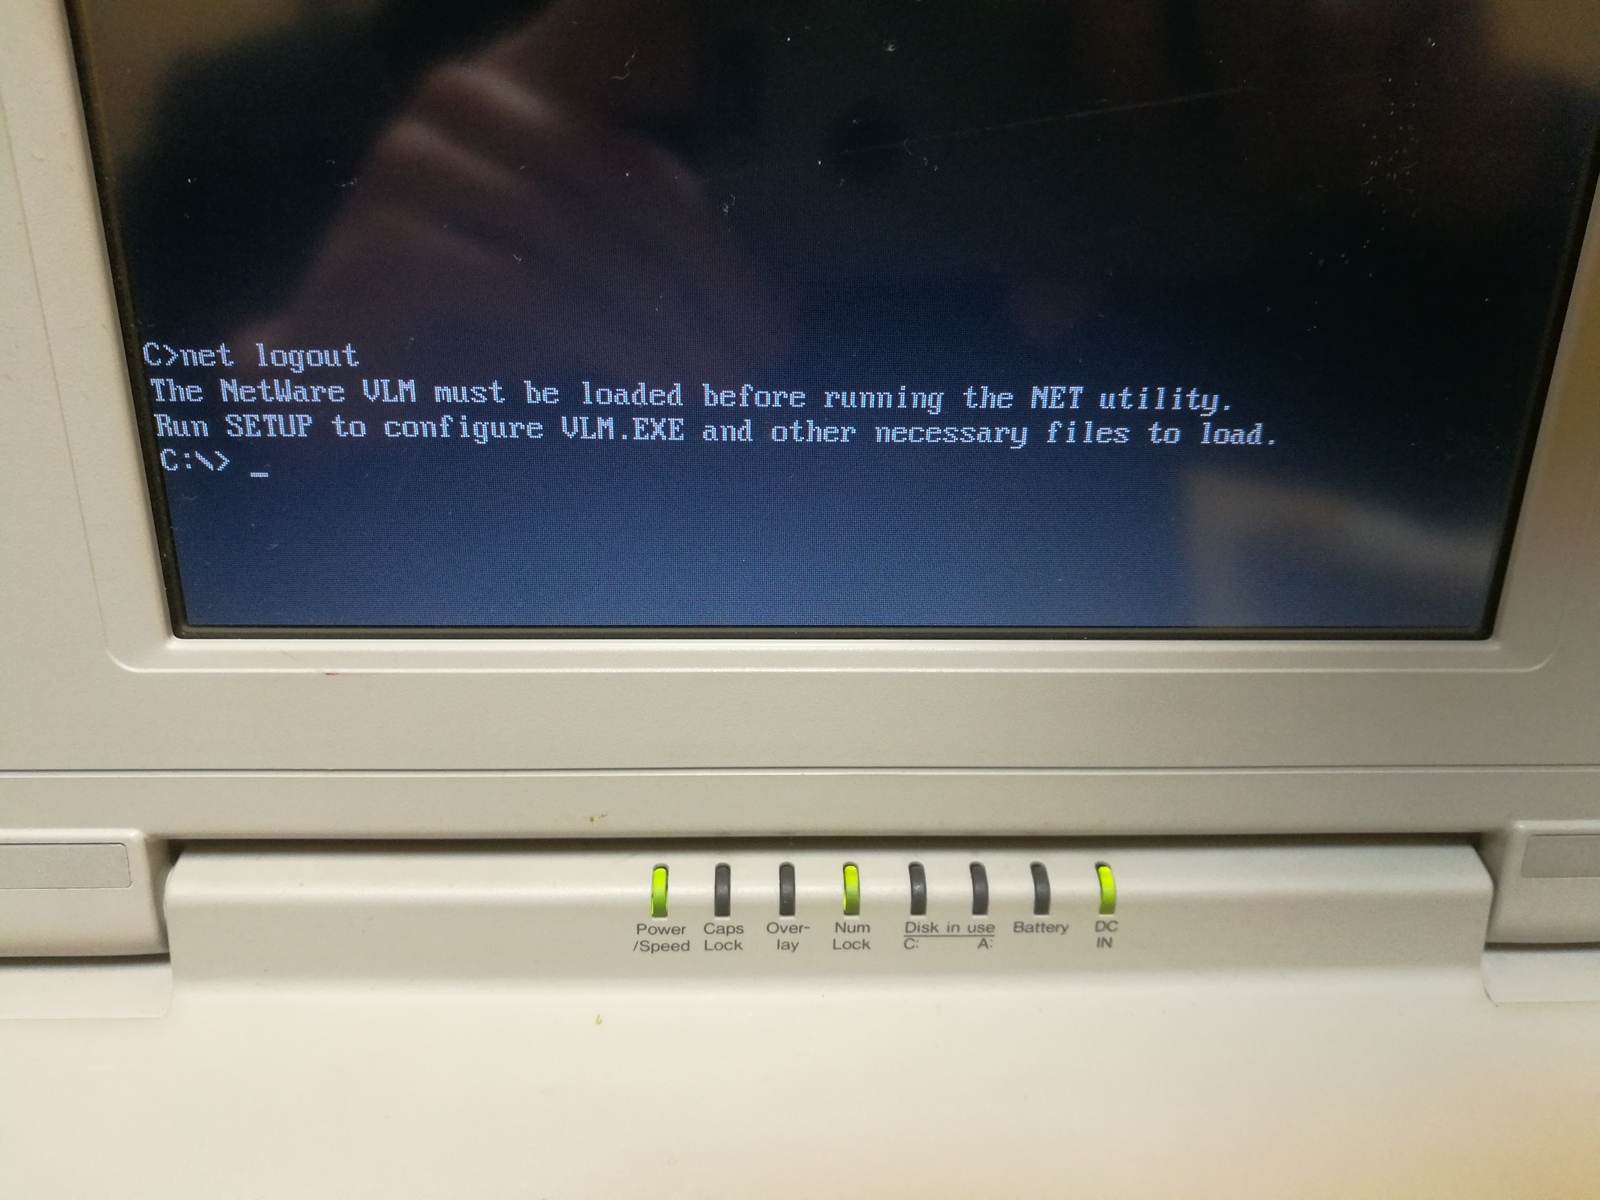 C>net logout
The NetWare VLM must be loaded before running the NET utility.
Run SETUP to configure VLM.EXE and other necessary files to load.
C:\> _
Power /Speed
Caps Lock
Over- lay
Num Lock
Disk in use
C: A:
Battery
DC IN